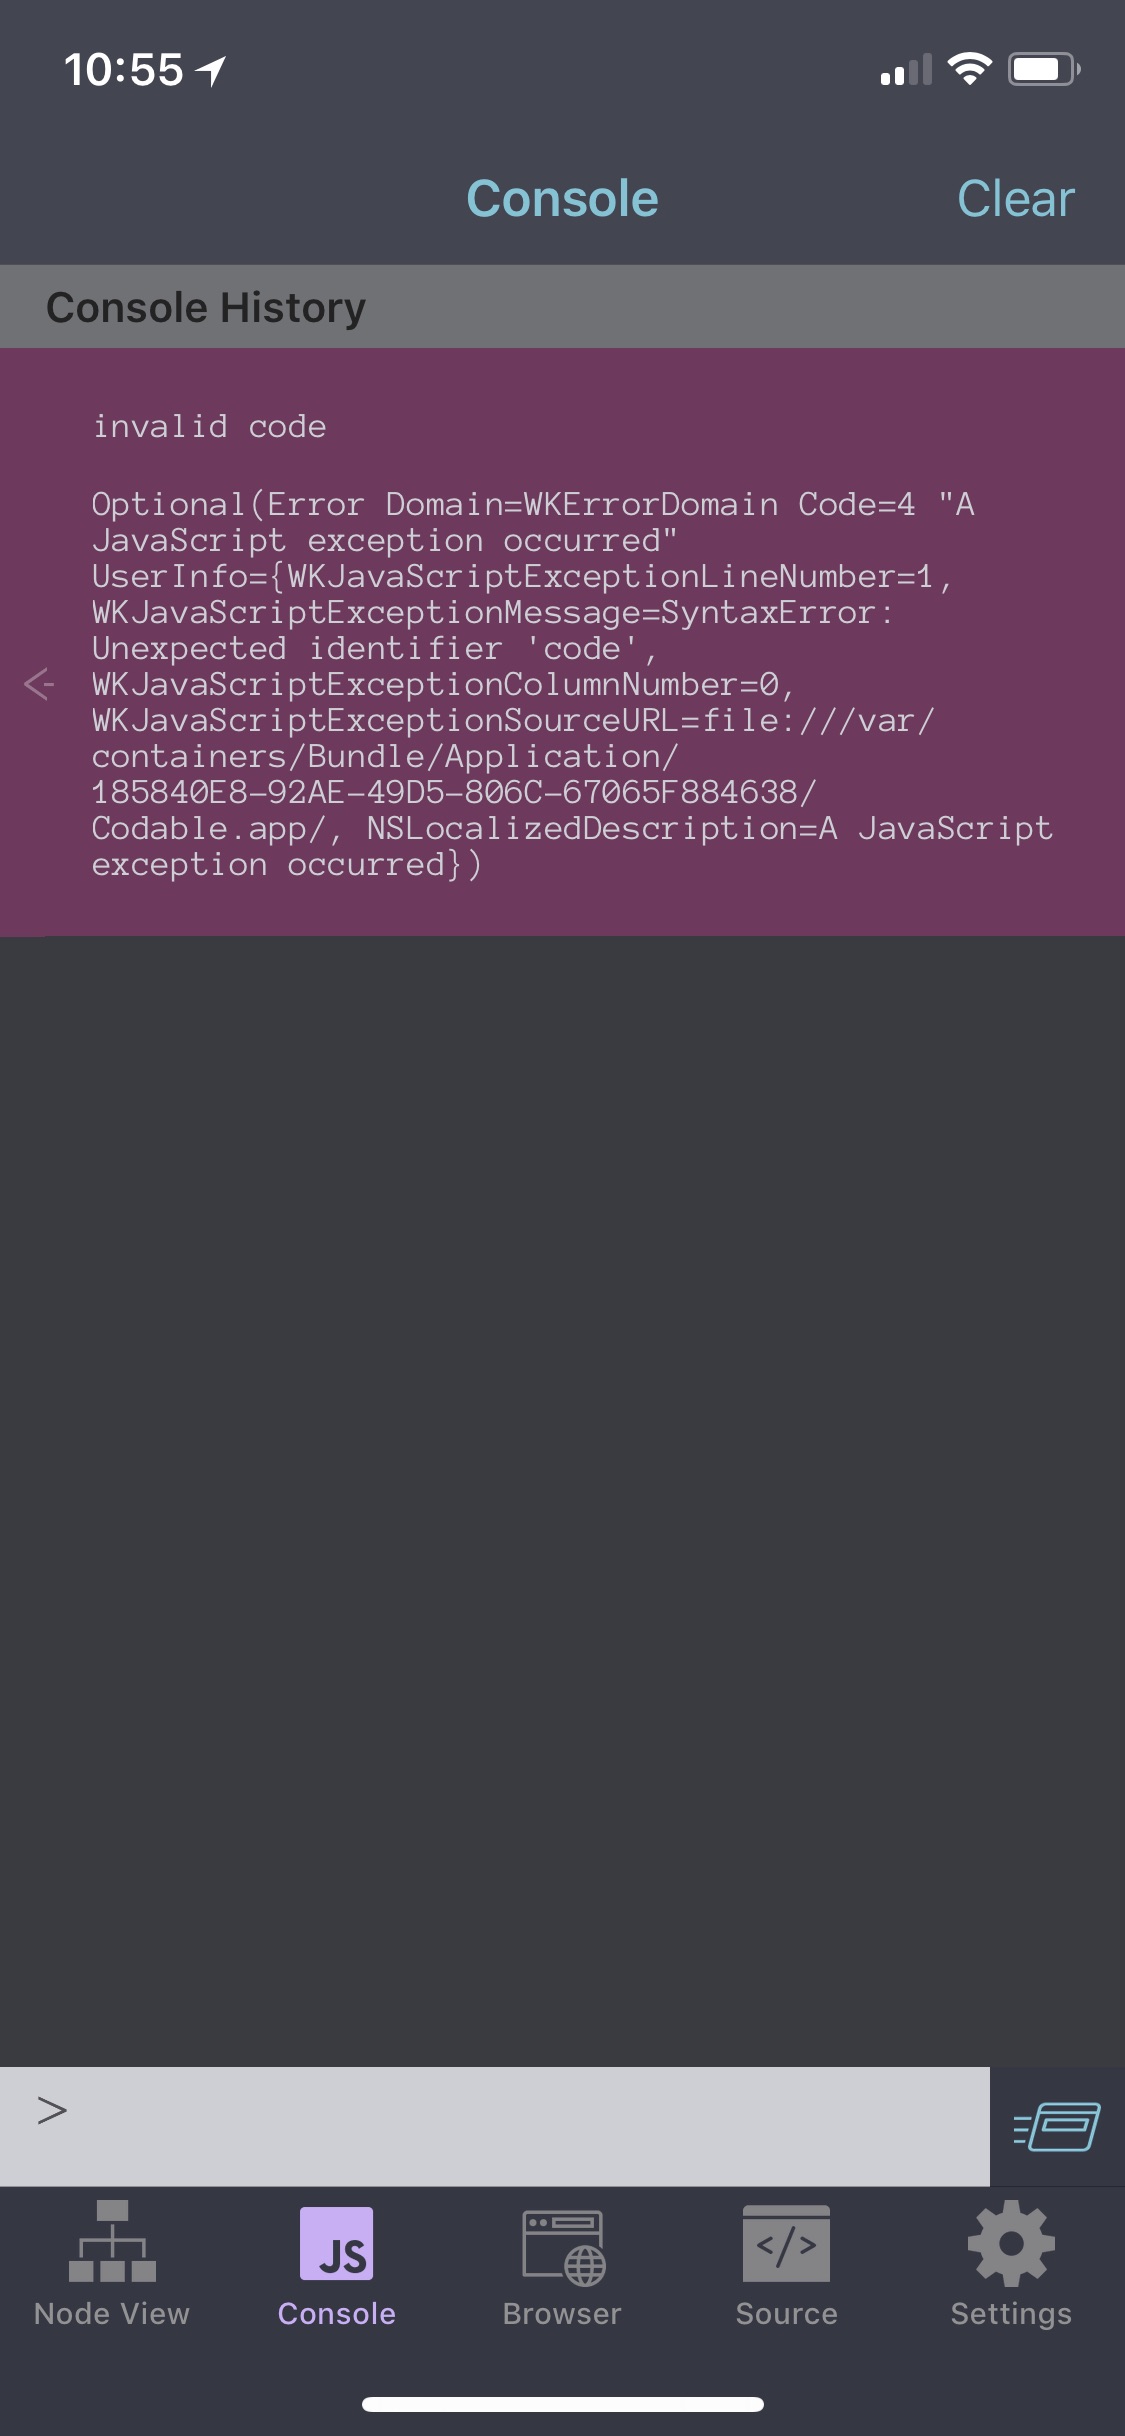 10:55
Console
Clear
Console History
invalid code
Optional(Error Domain=WKErrorDomain Code=4 "A
JavaScript exception occurred"
UserInfo={WKJavaScriptExceptionLineNumber=1,
WKJavaScriptExceptionMessage=SyntaxError:
Unexpected identifier 'code',
WKJavaScriptExceptionColumnNumber=0,
WKJavaScriptExceptionSourceURL=file:///var/
containers/Bundle/Application/
185840E8-92AE-49D5-806C-67065F884638/
Codable.app/, NSLocalizedDescription=A JavaScript
exception occurred})
>
JS
</>
Node View
Console
Browser
Source
Settings